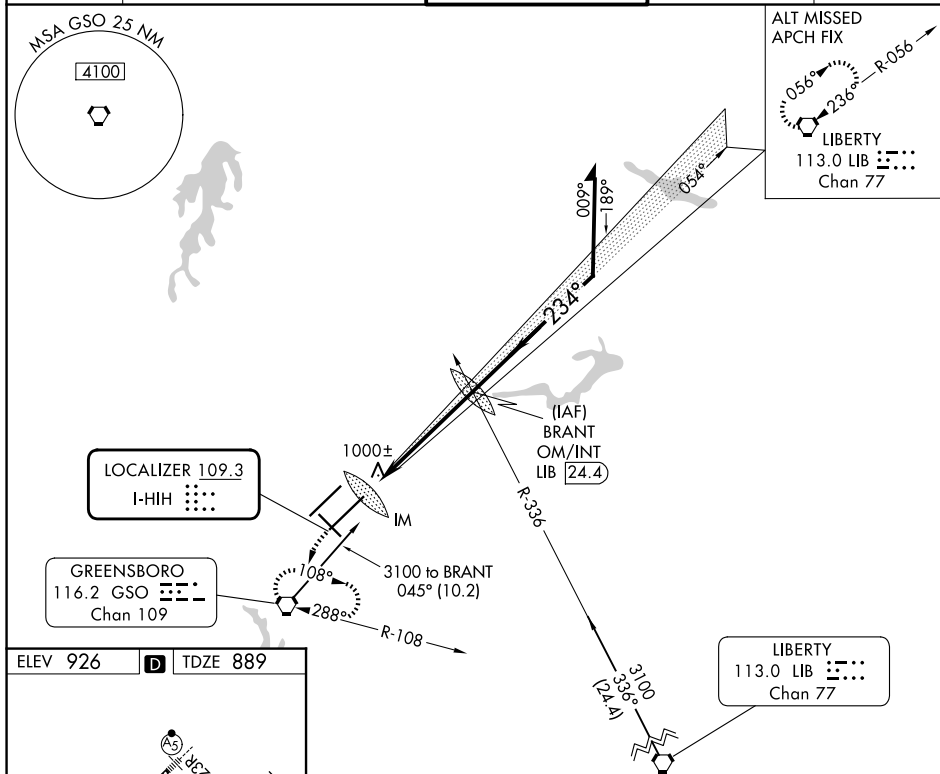 MSA GSO 25 NM
4100
ALT MISSED
APCH FIX
R-056
056°
236°
LIBERTY
113.0 LIB
Chan 77
009°
189°
054°
234°
(IAF)
BRANT
OM/INT
LIB 24.4
1000±
LOCALIZER 109.3
I-HIH
IM
R-336
GREENSBORO
116.2 GSO
Chan 109
108°
288°
3100 to BRANT
045° (10.2)
R-108
3100
336°
(24.4)
LIBERTY
113.0 LIB
Chan 77
ELEV 926
D
TDZE 889
A5
23R